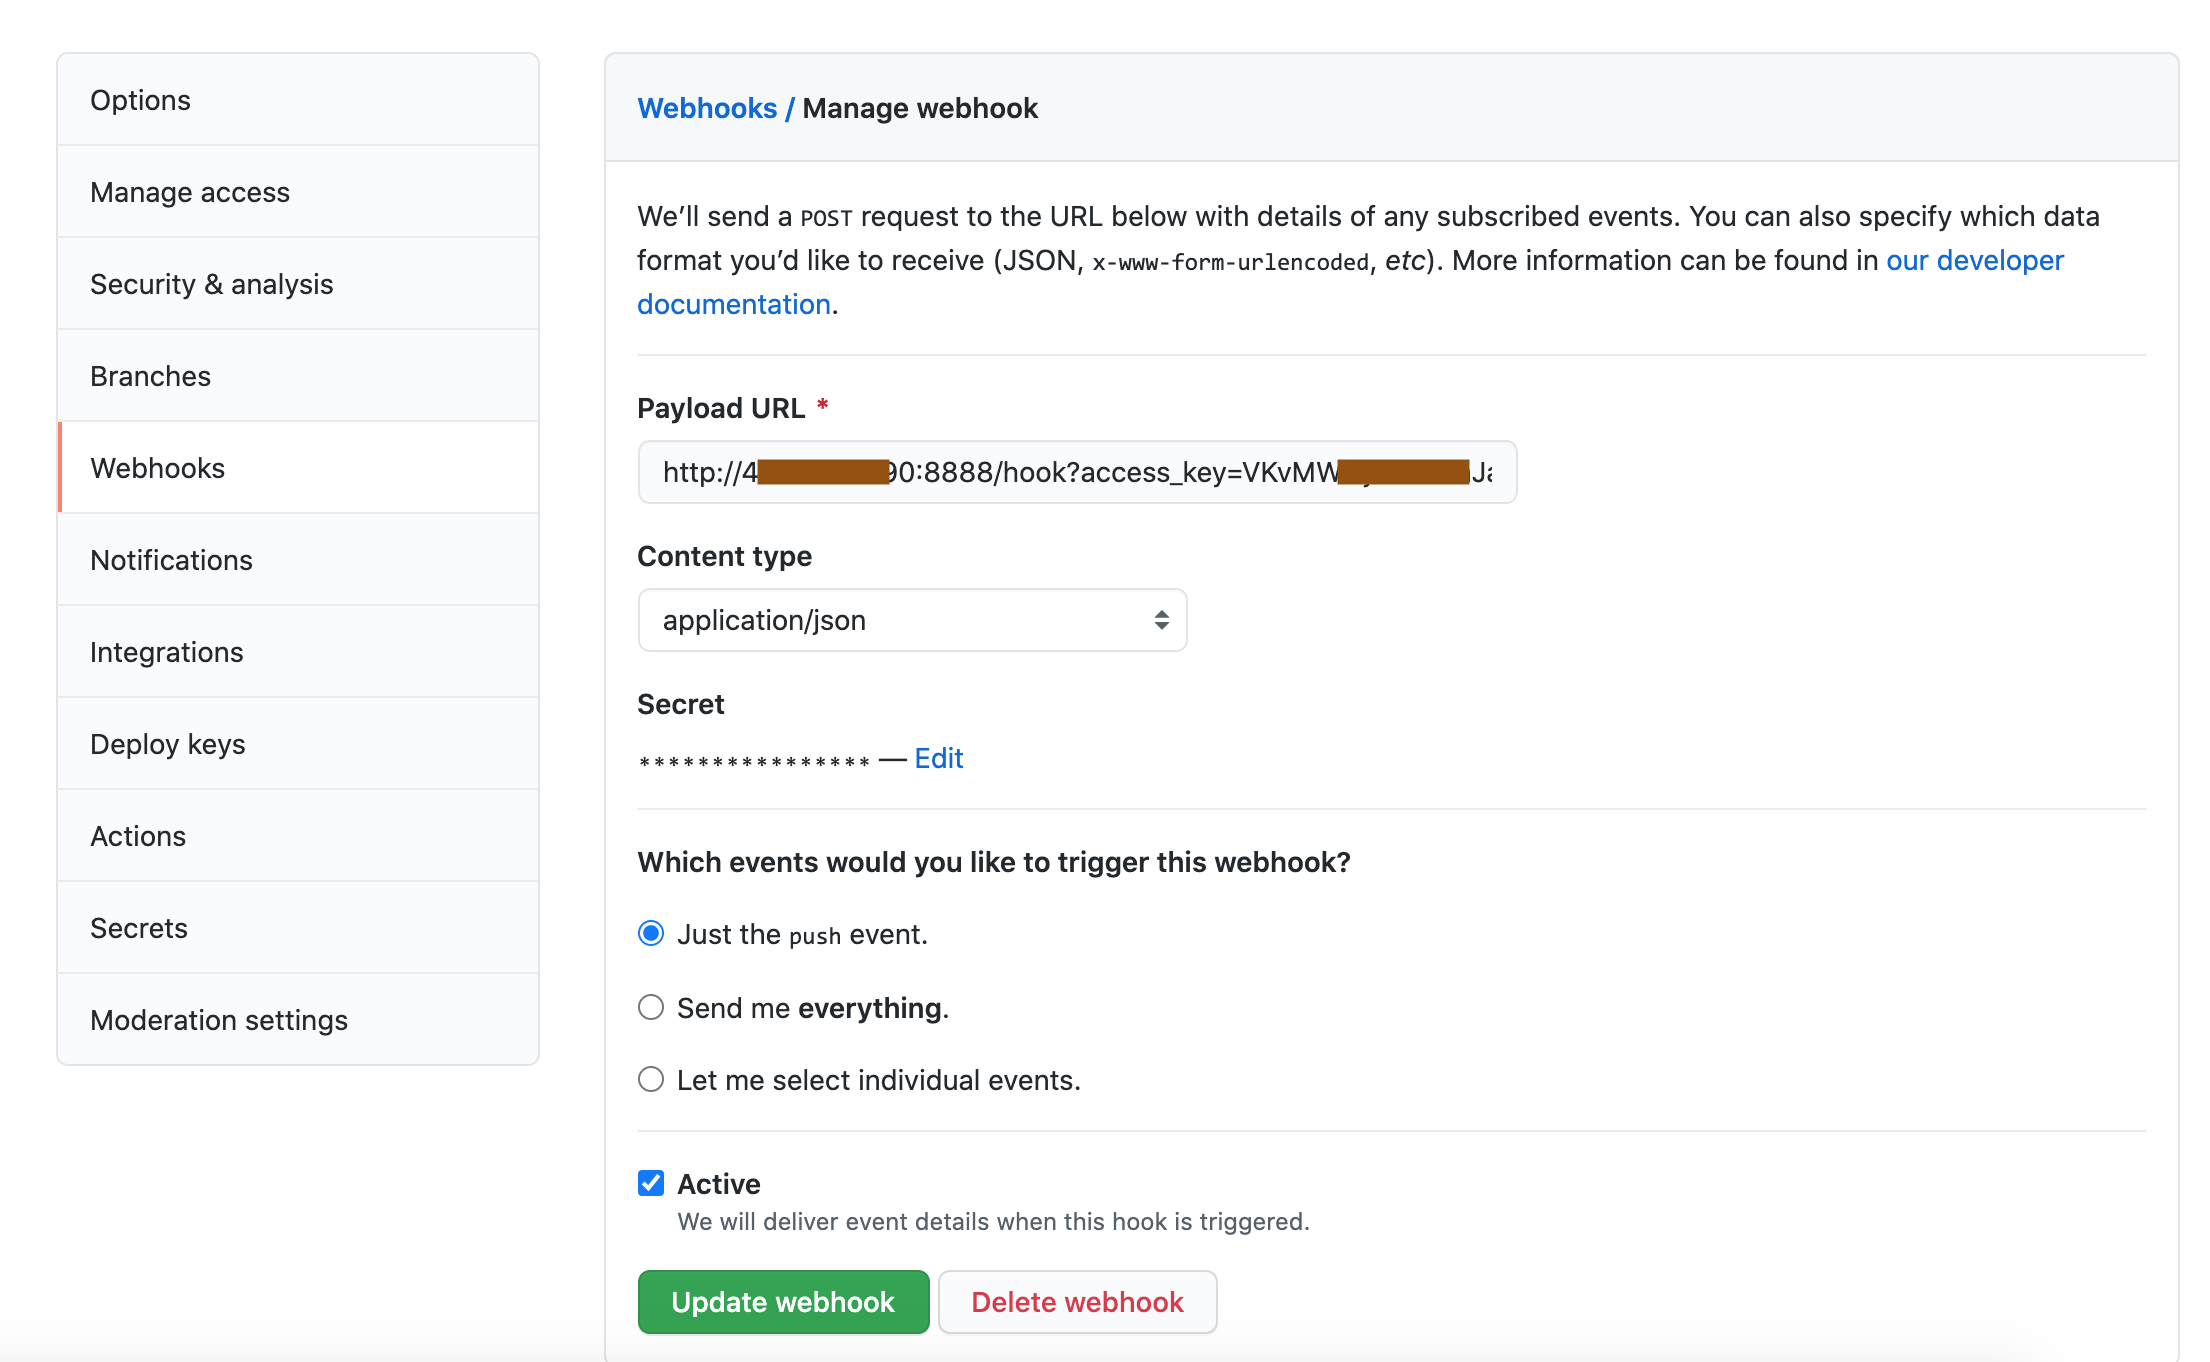 Options
Manage access
Security & analysis
Branches
Webhooks
Notifications
Integrations
Deploy keys
Actions
Secrets
Moderation settings
Webhooks / Manage webhook
We’ll send a POST request to the URL below with details of any subscribed events. You can also specify which data
format you’d like to receive (JSON, x-www-form-urlencoded, etc). More information can be found in our developer
documentation.
Payload URL *
http://4 90:8888/hook?access_key=VKvMW J
Content type
application/json
Secret
**************** — Edit
Which events would you like to trigger this webhook?
Just the push event.
Send me everything.
Let me select individual events.
Active
We will deliver event details when this hook is triggered.
Update webhook
Delete webhook